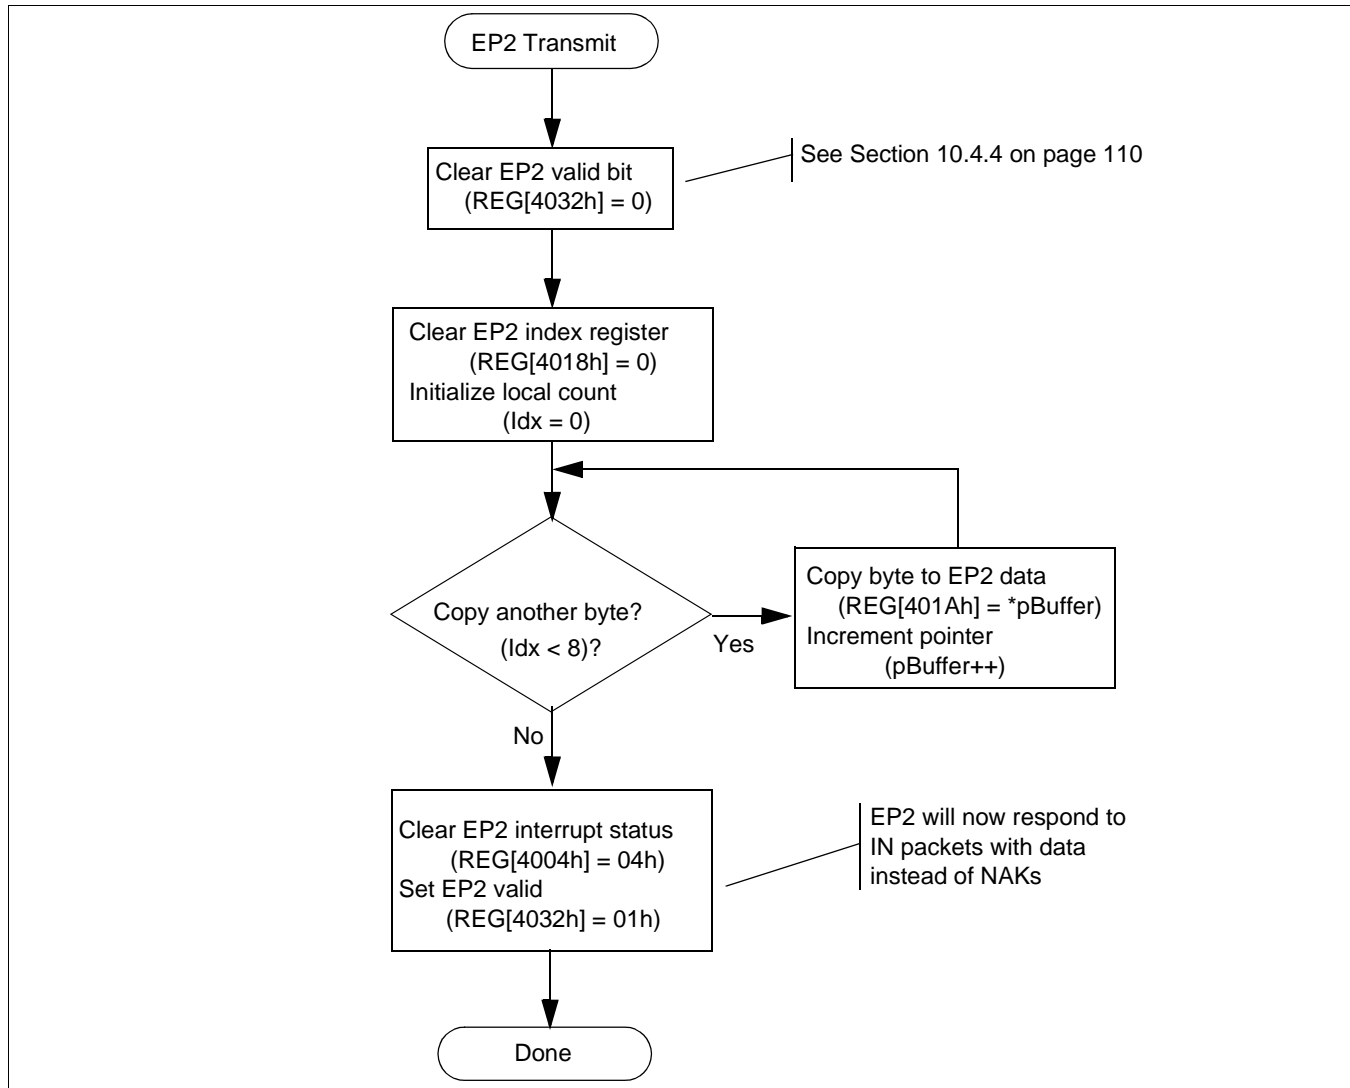 EP2 Transmit
Clear EP2 valid bit
(REG[4032h] = 0)
See Section 10.4.4 on page 110
Clear EP2 index register
(REG[4018h] = 0)
Initialize local count
(Idx = 0)
Copy another byte?
(Idx < 8)?
Yes
Copy byte to EP2 data
(REG[401Ah] = *pBuffer)
Increment pointer
(pBuffer++)
No
Clear EP2 interrupt status
(REG[4004h] = 04h)
Set EP2 valid
(REG[4032h] = 01h)
EP2 will now respond to
IN packets with data
instead of NAKs
Done